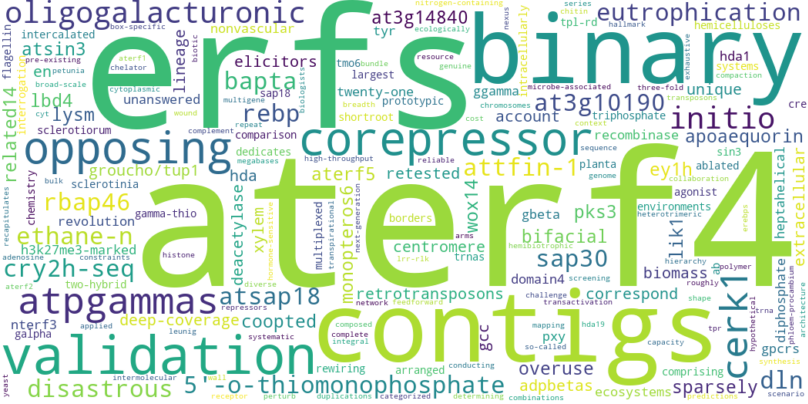 oligogalacturonic
erfs
binary
nitrogen-containing
intercalated
box-specific
nonvascular
at3g14840
nexus
series
chitin
tpl-rd
eutrophication
hemicelluloses
flagellin
atsin3
pre-existing
aterf1
biotic
elicitors
tyr
resource
ecologically
genuine
intracellularly
hallmark
exhaustive
compaction
en
petunia
chelator
lineage
bapta
tmo6
bundle
largest
ggamma
hda1
systems
interrogation
broad-scale
cytoplasmic
sap18
breadth
prototypic
microbe-associated
three-fold
transposons
lbd4
multigene
biologists
twenty-one
at3g10190
unique
related14
cyt
lysm
unanswered
wound
rebp
shortroot
cost
chromosomes
triphosphate
initio
cre
sclerotiorum
repeat
complement
account
context
recombinase
opposing
comparison
corepressor
sequence
apoaequorin
dedicates
megabases
high-throughput
reliable
planta
genome
sin3
sclerotinia
groucho/tup1
hda
aterf5
retested
attfin-1
ey1h
ablated
agonist
chemistry
bulk
hormone-sensitive
multiplexed
transpirational
next-generation
monopteros6
borders
wox14
collaboration
environments
heterotrimeric
rbap46
revolution
gamma-thio
deacetylase
xylem
aterf4
gbeta
pks3
lik1
erebps
heptahelical
extracellular
recapitulates
ethane-n
h3k27me3-marked
centromere
arms
hemibiotrophic
bifacial
hierarchy
adenosine
constraints
cry2h-seq
histone
lrr-rlk
trnas
domain4
sap30
screening
biomass
ab
polymer
aterf2
two-hybrid
diverse
retrotransposons
challenge
transactivation
correspond
roughly
shape
trna
diphosphate
phloem-procambium
architecture
atpgammas
atsap18
network
feedforward
contigs
cerk1
hypothetical
nterf3
applied
deep-coverage
repressors
coopted
composed
complete
gcc
mapping
hda19
tpr
galpha
leunig
systematic
integral
so-called
pxy
capacity
gpcrs
validation
rewiring
arranged
conducting
overuse
comprising
synthesis
yeast
disastrous
intermolecular
wall
receptor
5'-o-thiomonophosphate
perturb
duplications
categorized
determining
adpbetas
combinations
ecosystems
sparsely
predictions
dln
scenario